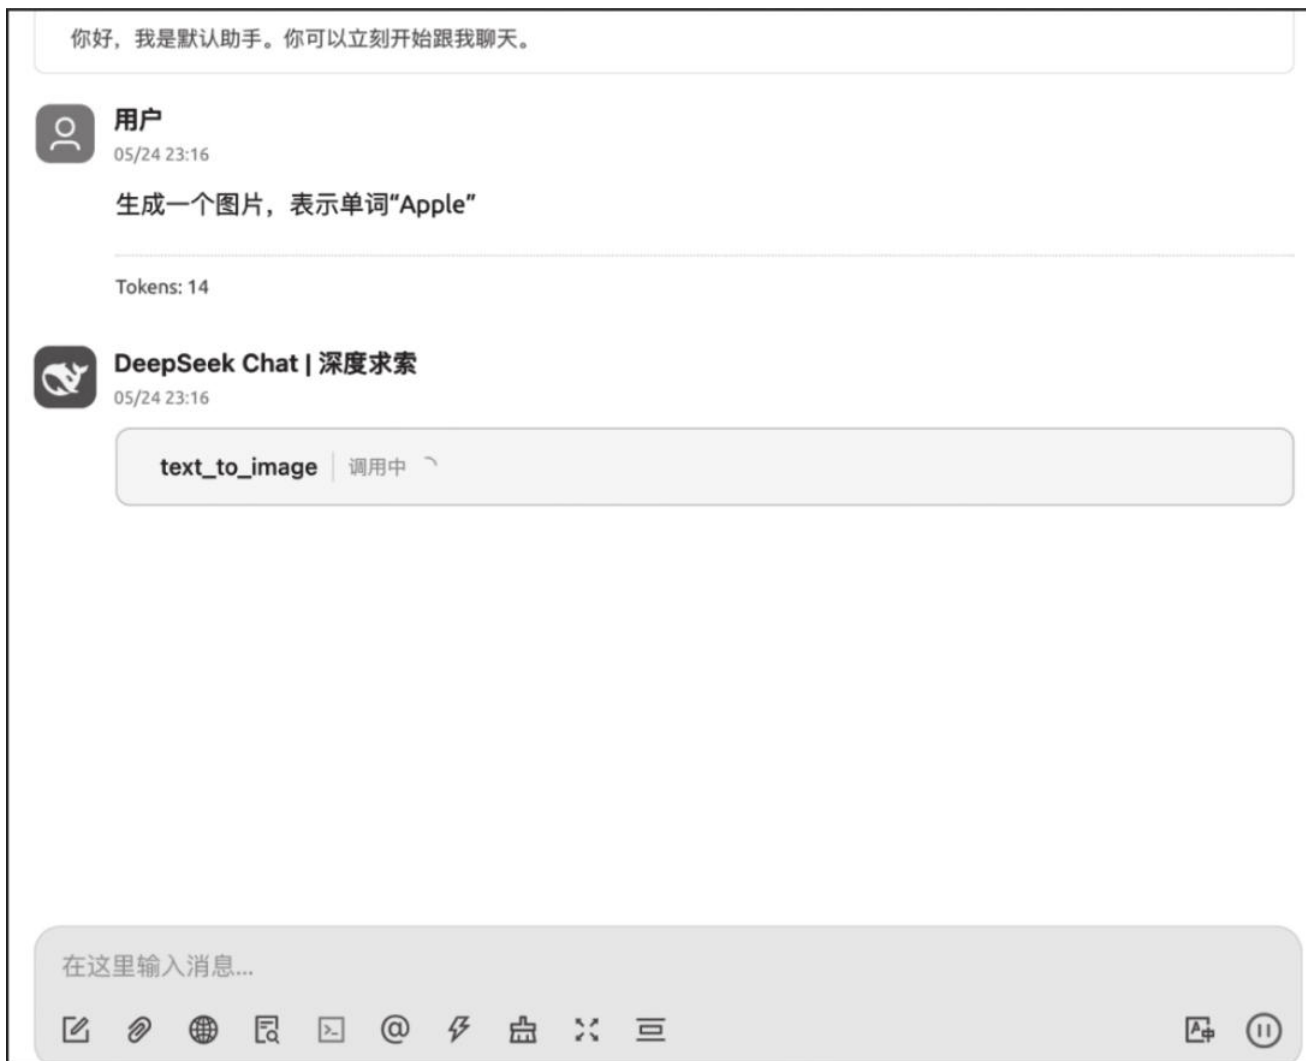 你好，我是默认助手。你可以立刻开始跟我聊天。
用户
05/24 23:16
生成一个图片，表示单词“Apple”
Tokens: 14
DeepSeek Chat | 深度求索
05/24 23:16
text_to_image | 调用中
在这里输入消息...